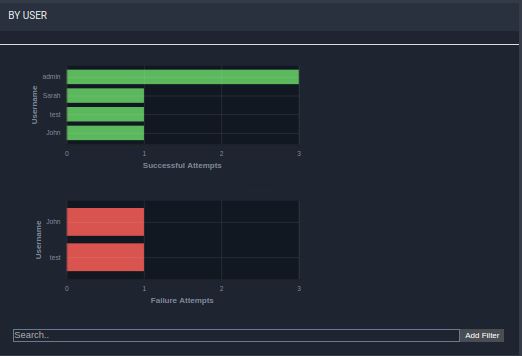 BY USER
admin
Sarah
test
John
Username
0 1 2 3
Successful Attempts
John
test
Username
0 1 2 3
Failure Attempts
Search..
Add Filter